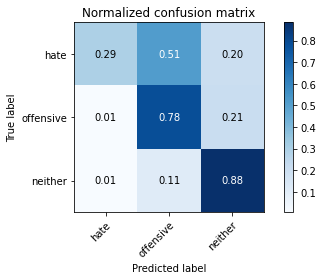 Normalized confusion matrix
True label
hate
0.29 0.51 0.20
offensive
0.01 0.78 0.21
neither
0.01 0.11 0.88
hate
offensive
neither
Predicted label
0.8
0.7
0.6
0.5
0.4
0.3
0.2
0.1